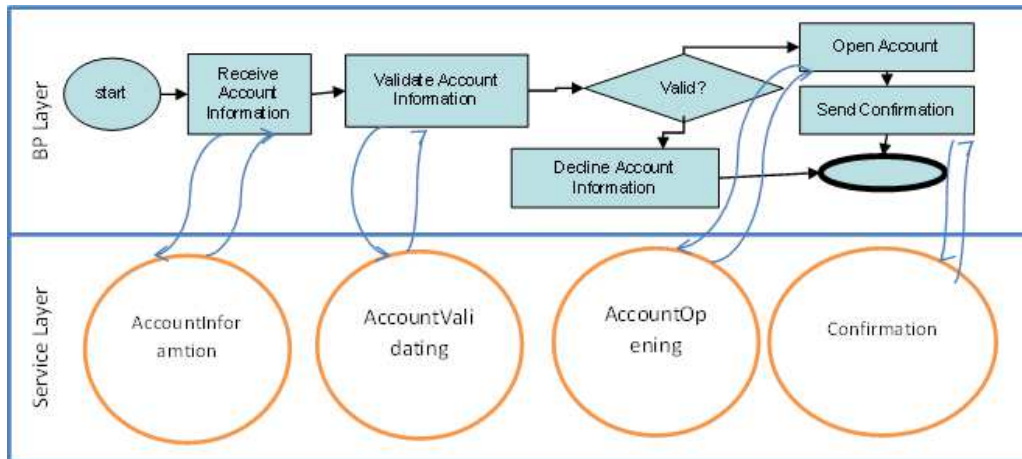 BP Layer
start
Receive
Account
Information
Validate Account
Information
Valid?
Open Account
Send Confirmation
Decline Account
Information
Service Layer
AccountInfor
amtion
AccountVali
dating
AccountOp
ening
Confirmation